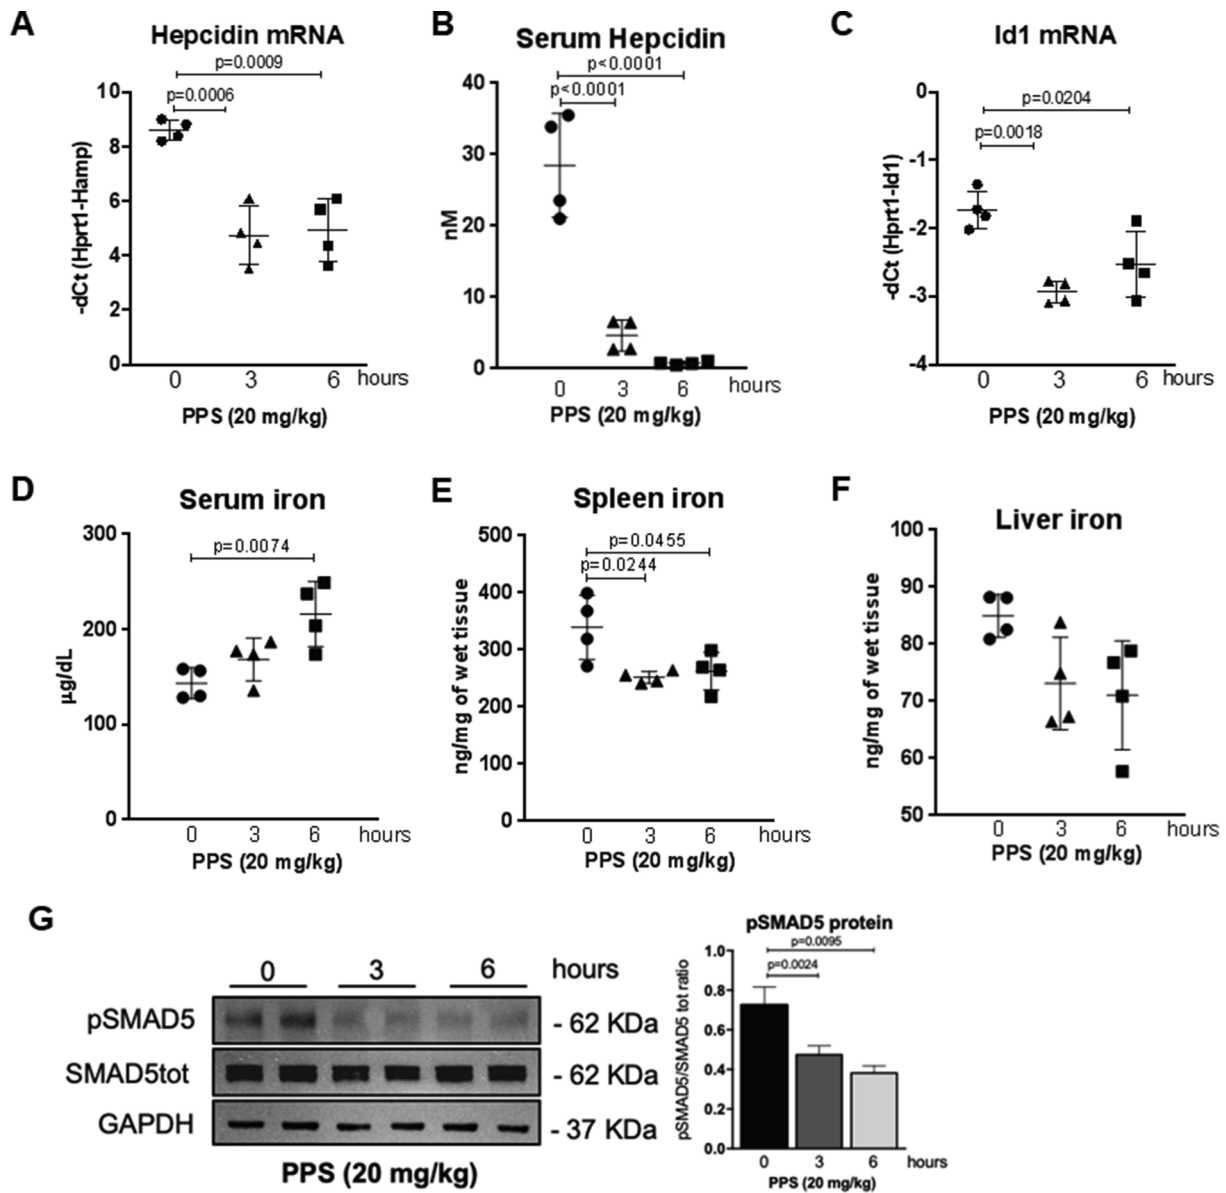 A
Hepcidin mRNA
p=0.0009
p=0.0006
-dCt (Hprt1-Hamp)
10
8
6
4
2
0
0 3 6 hours
PPS (20 mg/kg)
B
Serum Hepcidin
p<0.0001
p<0.0001
nM
40
30
20
10
0
0 3 6 hours
PPS (20 mg/kg)
C
Id1 mRNA
p=0.0204
p=0.0018
-dCt (Hprt1-Id1)
0
-1
-2
-3
-4
0 3 6 hours
PPS (20 mg/kg)
D
Serum iron
p=0.0074
µg/dL
300
200
100
0
0 3 6 hours
PPS (20 mg/kg)
E
Spleen iron
p=0.0455
p=0.0244
ng/mg of wet tissue
500
400
300
200
100
0
0 3 6 hours
PPS (20 mg/kg)
F
Liver iron
ng/mg of wet tissue
100
90
80
70
60
50
0 3 6 hours
PPS (20 mg/kg)
G
0 3 6 hours
pSMAD5 - 62 KDa
SMAD5tot - 62 KDa
GAPDH - 37 KDa
PPS (20 mg/kg)
pSMAD5 protein
p=0.0095
p=0.0024
pSMAD5/SMAD5 tot ratio
1.0
0.8
0.6
0.4
0.2
0.0
0 3 6 hours
PPS (20 mg/kg)